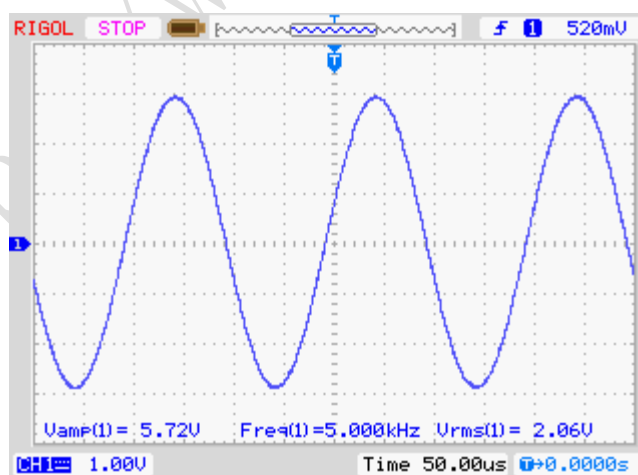 RIGOL STOP T 1 520mV
T
1
Vamp(1)= 5.72V Freq(1)=5.000kHz Vrms(1)= 2.06V
CH1 1.00V Time 50.00us T→0.0000s